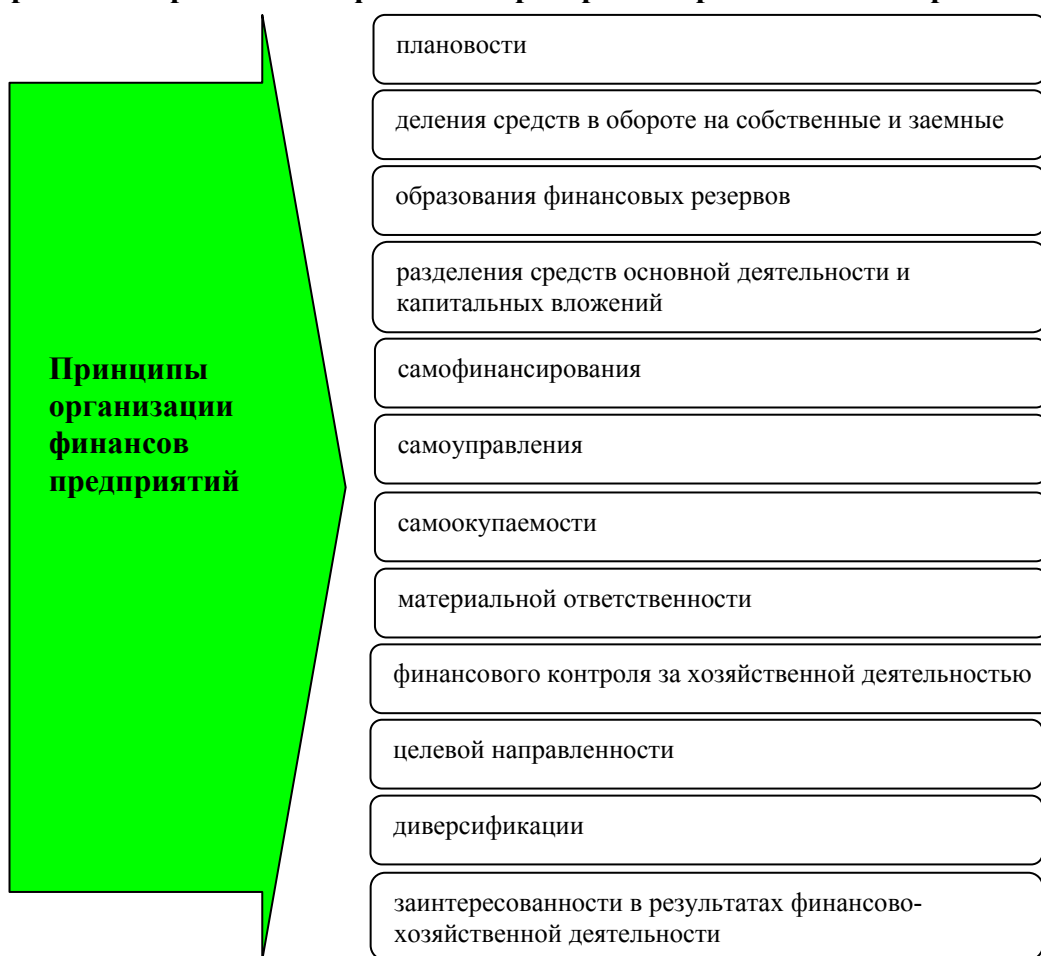 Принципы
организации
финансов
предприятий
плановости
деления средств в обороте на собственные и заемные
образования финансовых резервов
разделения средств основной деятельности и
капитальных вложений
самофинансирования
самоуправления
самоокупаемости
материальной ответственности
финансового контроля за хозяйственной деятельностью
целевой направленности
диверсификации
заинтересованности в результатах финансово-
хозяйственной деятельности